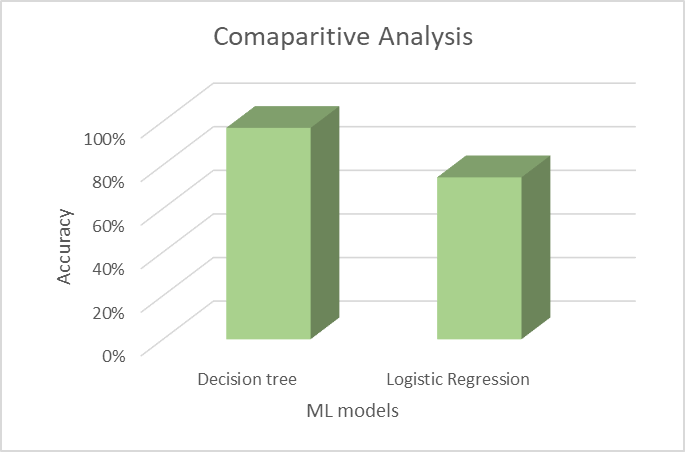 Comaparitive Analysis
100%
80%
60%
40%
20%
0%
Accuracy
Decision tree
Logistic Regression
ML models